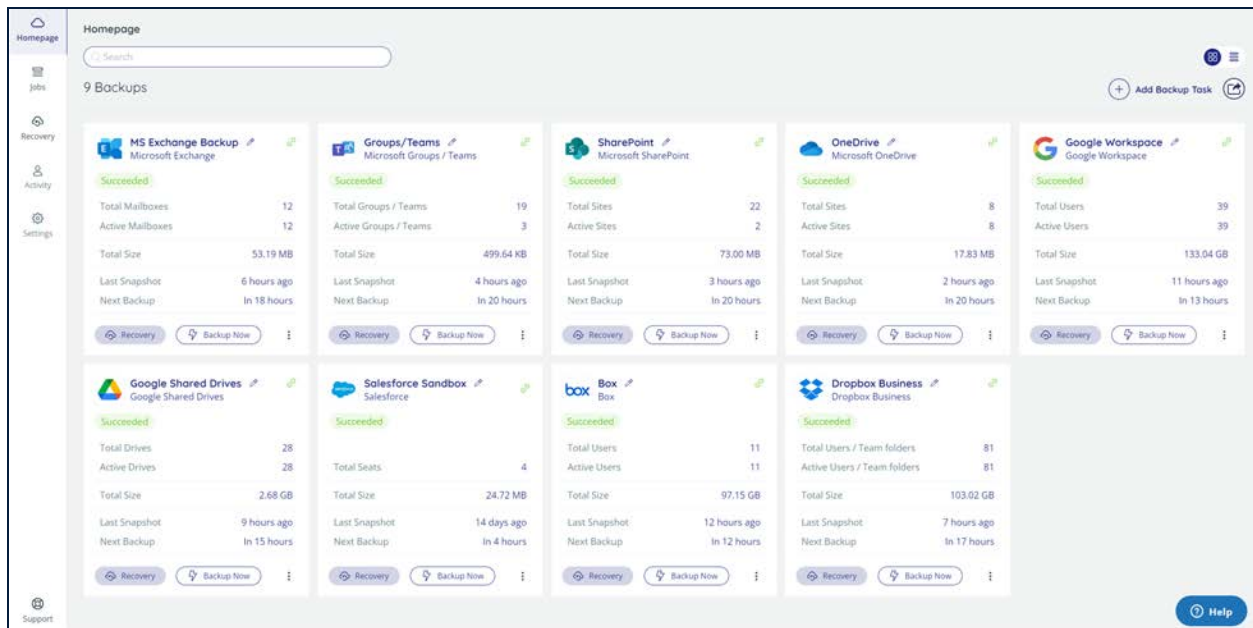 Homepage
Jobs
Recovery
Activity
Settings
Support
Homepage
Search
9 Backups
Add Backup Task
MS Exchange Backup
Microsoft Exchange
Succeeded
Total Mailboxes 12
Active Mailboxes 12
Total Size 53.19 MB
Last Snapshot 6 hours ago
Next Backup In 18 hours
Recovery Backup Now
Groups/Teams
Microsoft Groups / Teams
Succeeded
Total Groups / Teams 19
Active Groups / Teams 3
Total Size 499.64 KB
Last Snapshot 4 hours ago
Next Backup In 20 hours
Recovery Backup Now
SharePoint
Microsoft SharePoint
Succeeded
Total Sites 22
Active Sites 2
Total Size 73.00 MB
Last Snapshot 3 hours ago
Next Backup In 20 hours
Recovery Backup Now
OneDrive
Microsoft OneDrive
Succeeded
Total Sites 8
Active Sites 8
Total Size 17.83 MB
Last Snapshot 2 hours ago
Next Backup In 20 hours
Recovery Backup Now
Google Workspace
Google Workspace
Succeeded
Total Users 39
Active Users 39
Total Size 133.04 GB
Last Snapshot 11 hours ago
Next Backup In 13 hours
Recovery Backup Now
Google Shared Drives
Google Shared Drives
Succeeded
Total Drives 28
Active Drives 28
Total Size 2.68 GB
Last Snapshot 9 hours ago
Next Backup In 15 hours
Recovery Backup Now
Salesforce Sandbox
Salesforce
Succeeded
Total Seats 4
Total Size 24.72 MB
Last Snapshot 14 days ago
Next Backup In 4 hours
Recovery Backup Now
box Box
Box
Succeeded
Total Users 11
Active Users 11
Total Size 97.15 GB
Last Snapshot 12 hours ago
Next Backup In 12 hours
Recovery Backup Now
Dropbox Business
Dropbox Business
Succeeded
Total Users / Team folders 81
Active Users / Team folders 81
Total Size 103.02 GB
Last Snapshot 7 hours ago
Next Backup In 17 hours
Recovery Backup Now
Help